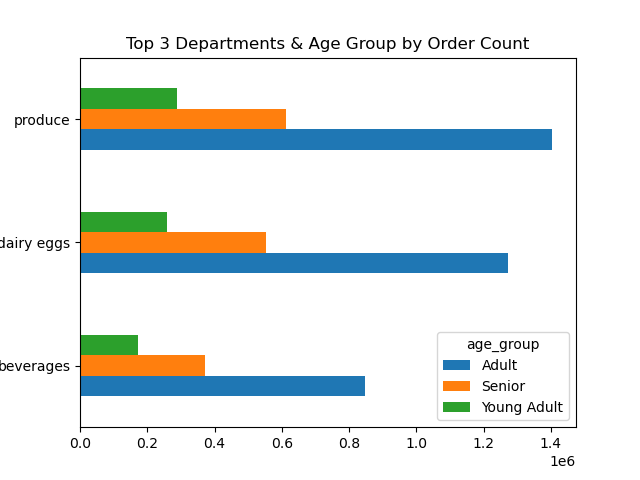 Top 3 Departments & Age Group by Order Count
produce
dairy eggs
beverages
age_group
Adult
Senior
Young Adult
0.0 0.2 0.4 0.6 0.8 1.0 1.2 1.4
1e6